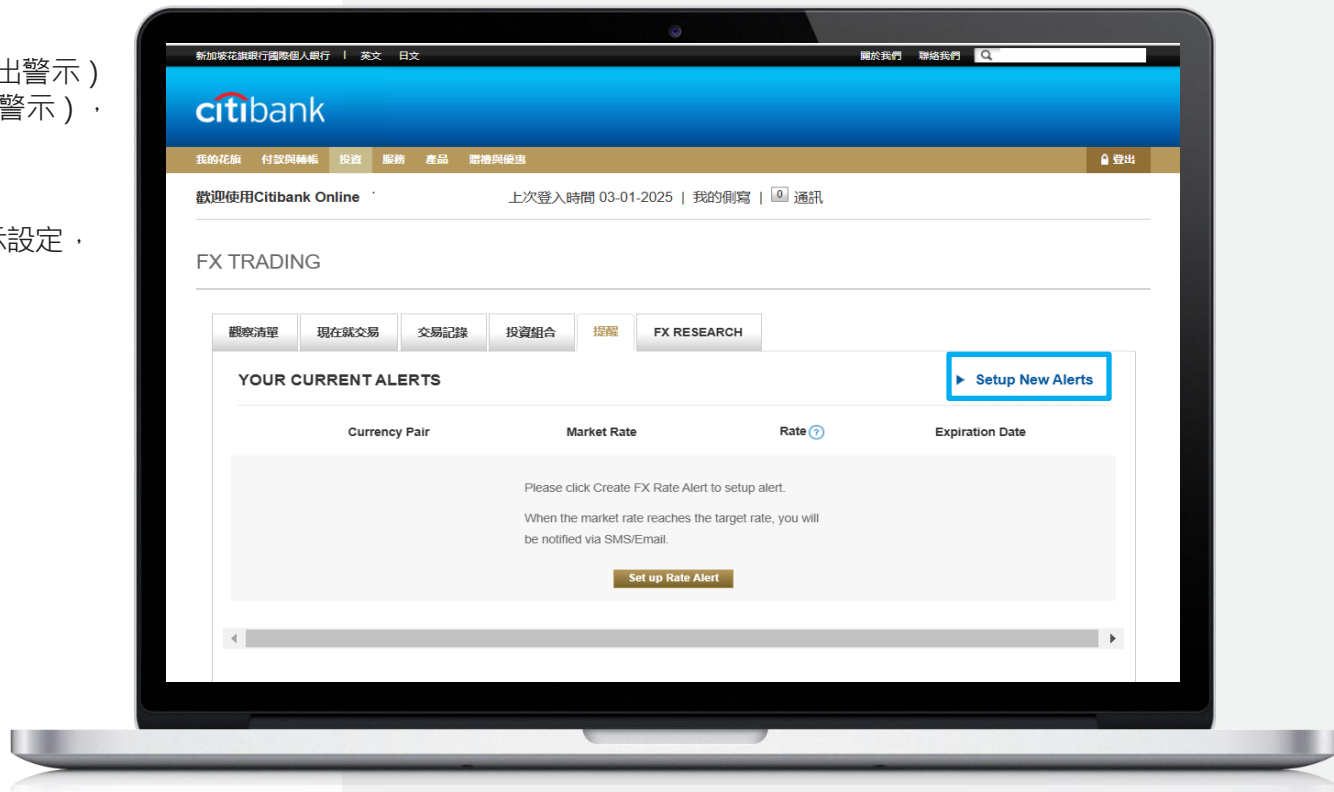 出警示）
警示），
示設定，
新加坡花旗銀行國際個人銀行 | 英文 日文 關於我們 聯絡我們
citibank
我的花旗 付款與轉帳 投資 服務 產品 贈禮與優惠 登出
歡迎使用Citibank Online 上次登入時間 03-01-2025 | 我的側寫 | 0 通訊
FX TRADING
觀察清單 現在就交易 交易記錄 投資組合 提醒 FX RESEARCH
YOUR CURRENT ALERTS ► Setup New Alerts
Currency Pair Market Rate Rate ? Expiration Date
Please click Create FX Rate Alert to setup alert.
When the market rate reaches the target rate, you will
be notified via SMS/Email.
Set up Rate Alert